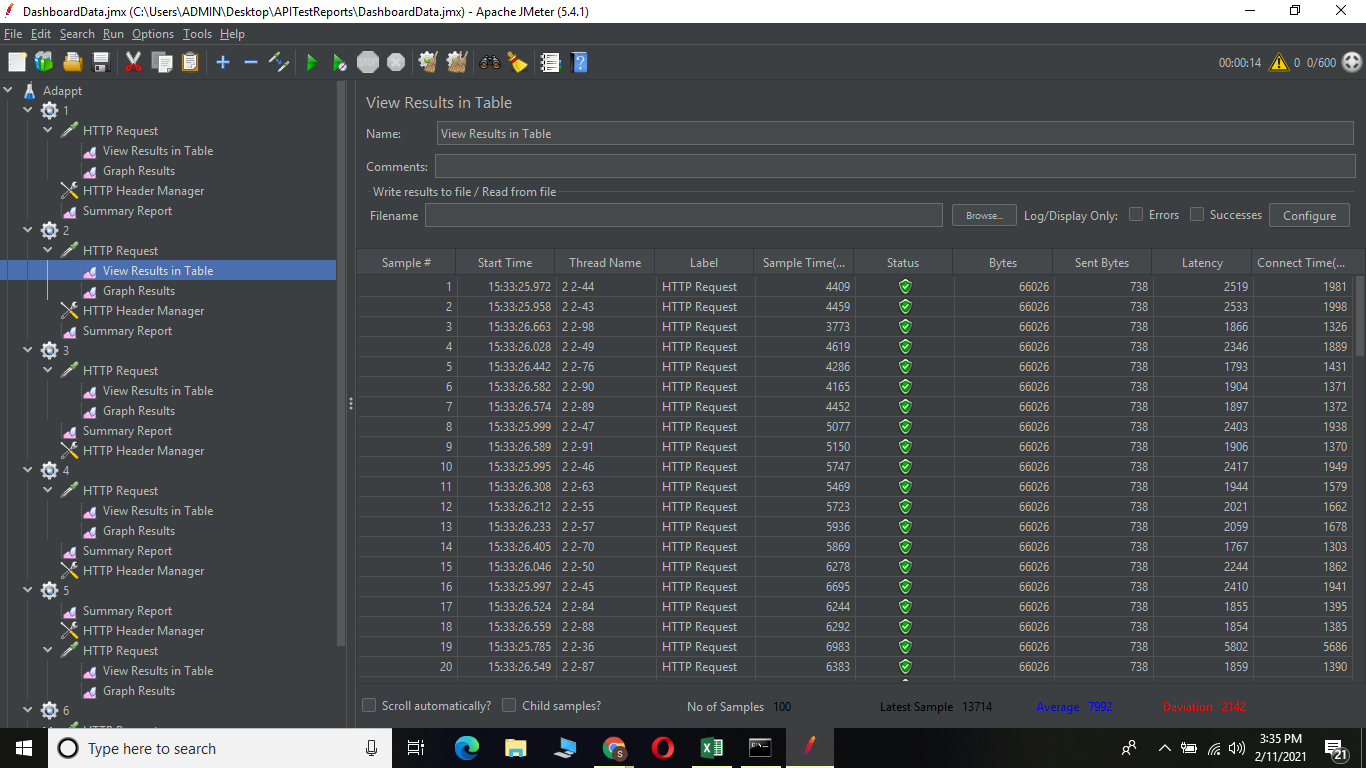 DashboardData.jmx (C:\Users\ADMIN\Desktop\APITestReports\DashboardData.jmx) - Apache JMeter (5.4.1)
File Edit Search Run Options Tools Help
00:00:14 0 0/600
Adappt
1
HTTP Request
View Results in Table
Graph Results
HTTP Header Manager
Summary Report
2
HTTP Request
View Results in Table
Graph Results
HTTP Header Manager
Summary Report
3
HTTP Request
View Results in Table
Graph Results
Summary Report
HTTP Header Manager
4
HTTP Request
View Results in Table
Graph Results
Summary Report
HTTP Header Manager
5
Summary Report
HTTP Header Manager
HTTP Request
View Results in Table
Graph Results
6
View Results in Table
Name: View Results in Table
Comments:
Write results to file / Read from file
Filename Browse... Log/Display Only: Errors Successes Configure
Sample # Start Time Thread Name Label Sample Time(... Status Bytes Sent Bytes Latency Connect Time(...
1 15:33:25.972 2 2-44 HTTP Request 4409 66026 738 2519 1981
2 15:33:25.958 2 2-43 HTTP Request 4459 66026 738 2533 1998
3 15:33:26.663 2 2-98 HTTP Request 3773 66026 738 1866 1326
4 15:33:26.028 2 2-49 HTTP Request 4619 66026 738 2346 1889
5 15:33:26.442 2 2-76 HTTP Request 4286 66026 738 1793 1431
6 15:33:26.582 2 2-90 HTTP Request 4165 66026 738 1904 1371
7 15:33:26.574 2 2-89 HTTP Request 4452 66026 738 1897 1372
8 15:33:25.999 2 2-47 HTTP Request 5077 66026 738 2403 1938
9 15:33:26.589 2 2-91 HTTP Request 5150 66026 738 1906 1370
10 15:33:25.995 2 2-46 HTTP Request 5747 66026 738 2417 1949
11 15:33:26.308 2 2-63 HTTP Request 5469 66026 738 1944 1579
12 15:33:26.212 2 2-55 HTTP Request 5723 66026 738 2021 1662
13 15:33:26.233 2 2-57 HTTP Request 5936 66026 738 2059 1678
14 15:33:26.405 2 2-70 HTTP Request 5869 66026 738 1767 1303
15 15:33:26.046 2 2-50 HTTP Request 6278 66026 738 2244 1862
16 15:33:25.997 2 2-45 HTTP Request 6695 66026 738 2410 1941
17 15:33:26.524 2 2-84 HTTP Request 6244 66026 738 1855 1395
18 15:33:26.559 2 2-88 HTTP Request 6292 66026 738 1854 1385
19 15:33:25.785 2 2-36 HTTP Request 6983 66026 738 5802 5686
20 15:33:26.549 2 2-87 HTTP Request 6383 66026 738 1859 1390
Scroll automatically? Child samples? No of Samples 100 Latest Sample 13714 Average 7992 Deviation 2142
Type here to search
3:35 PM
2/11/2021
21